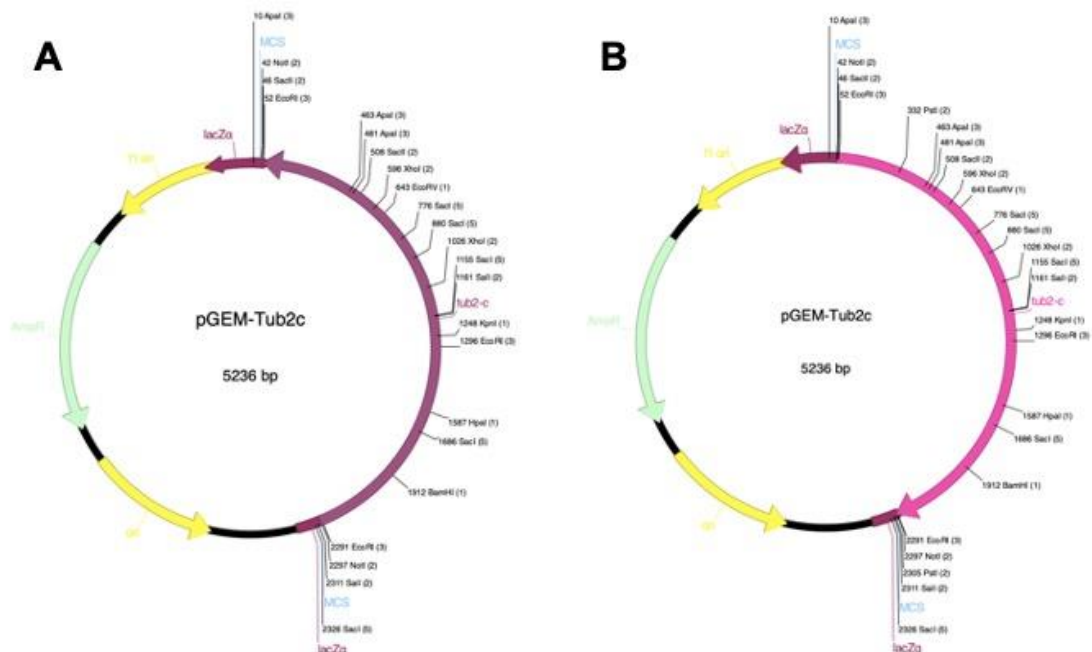 A
10 ApaI (3)
MCS
42 NotI (2)
46 SacII (2)
52 EcoRI (3)
lacZα
463 ApaI (3)
481 ApaI (3)
508 SacII (2)
596 XhoI (2)
643 EcoRV (1)
776 SacI (5)
880 SacI (5)
1026 XhoI (2)
1155 SacI (5)
1161 SalI (2)
tub2-c
1248 KpnI (1)
1296 EcoRI (3)
1587 HpaI (1)
1686 SacI (5)
1912 BamHI (1)
2291 EcoRI (3)
2297 NotI (2)
2311 SalI (2)
MCS
2326 SacI (5)
lacZα
f1 ori
AmpR
ori
pGEM-Tub2c
5236 bp
B
10 ApaI (3)
MCS
42 NotI (2)
46 SacII (2)
52 EcoRI (3)
lacZα
332 PstI (2)
463 ApaI (3)
481 ApaI (3)
508 SacII (2)
596 XhoI (2)
643 EcoRV (1)
776 SacI (5)
880 SacI (5)
1026 XhoI (2)
1155 SacI (5)
1161 SalI (2)
tub2-c
1248 KpnI (1)
1296 EcoRI (3)
1587 HpaI (1)
1686 SacI (5)
1912 BamHI (1)
2291 EcoRI (3)
2297 NotI (2)
2305 PstI (2)
2311 SalI (2)
MCS
2326 SacI (5)
lacZα
f1 ori
AmpR
ori
pGEM-Tub2c
5236 bp